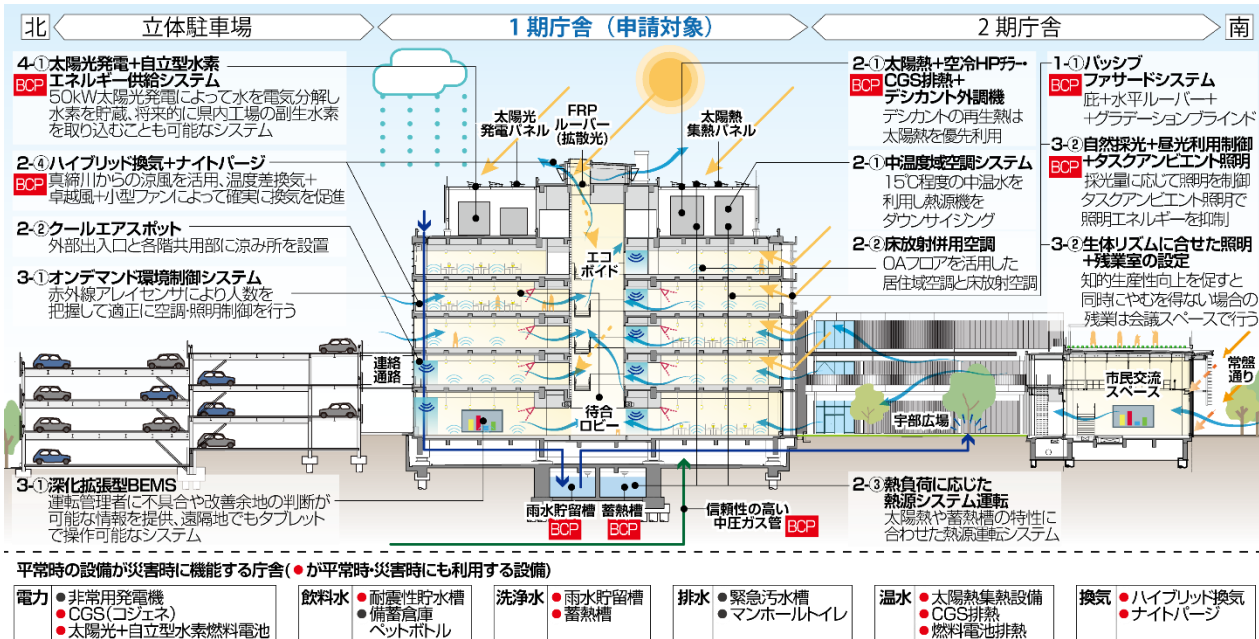 北
立体駐車場
1期庁舎（申請対象）
2期庁舎
南
4-①太陽光発電+自立型水素
BCP
エネルギー供給システム
50kW太陽光発電によって水を電気分解し
水素を貯蔵、将来的に県内工場の副生水素
を取り込むことも可能なシステム
2-④ハイブリッド換気+ナイトパージ
BCP
真締川からの涼風を活用、温度差換気+
卓越風+小型ファンによって確実に換気を促進
2-②クールエアスポット
外部出入口と各階共用部に涼み所を設置
3-①オンデマンド環境制御システム
赤外線アレイセンサにより人数を
把握して適正に空調・照明制御を行う
太陽光
発電パネル
FRP
ルーバー
(拡散光)
太陽熱
集熱パネル
エコ
ボイド
連絡
通路
待合
ロビー
2-①太陽熱+空冷HPチラー・
BCP
CGS排熱+
デシカント外調機
デシカントの再生熱は
太陽熱を優先利用
2-①中温度域空調システム
15℃程度の中温水を
利用し熱源機を
ダウンサイジング
2-②床放射併用空調
OAフロアを活用した
居住域空調と床放射空調
1-①パッシブ
BCP
ファサードシステム
庇+水平ルーバー+
+グラデーションブラインド
3-②自然採光+昼光利用制御
BCP
+タスクアンビエント照明
採光量に応じて照明を制御
タスクアンビエント照明で
照明エネルギーを抑制
3-②生体リズムに合せた照明
+残業室の設定
知的生産性向上を促すと
同時にやむを得ない場合の
残業は会議スペースで行う
宇部広場
市民交流
スペース
常盤
通り
3-①深化拡張型BEMS
運転管理者に不具合や改善余地の判断が
可能な情報を提供、遠隔地でもタブレット
で操作可能なシステム
雨水貯留槽
BCP
蓄熱槽
BCP
信頼性の高い
中圧ガス管
BCP
2-③熱負荷に応じた
熱源システム運転
太陽熱や蓄熱槽の特性に
合わせた熱源運転システム
平常時の設備が災害時に機能する庁舎(●が平常時・災害時にも利用する設備)
電力
●非常用発電機
●CGS(コジェネ)
●太陽光+自立型水素燃料電池
飲料水
●耐震性貯水槽
●備蓄倉庫
ペットボトル
洗浄水
●雨水貯留槽
●蓄熱槽
排水
●緊急汚水槽
●マンホールトイレ
温水
●太陽熱集熱設備
●CGS排熱
●燃料電池排熱
換気
●ハイブリッド換気
●ナイトパージ